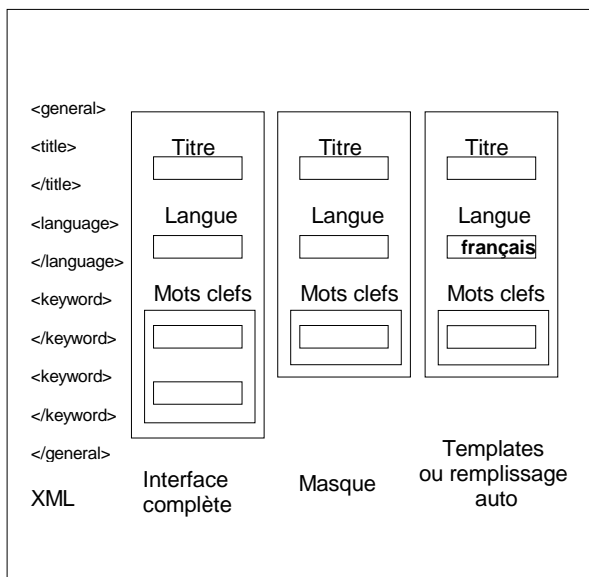 <general>
<title>
</title>
<language>
</language>
<keyword>
</keyword>
<keyword>
</keyword>
</general>
XML
Titre
Langue
Mots clefs
Interface
complète
Titre
Langue
Mots clefs
Masque
Titre
Langue
français
Mots clefs
Templates
ou remplissage
auto